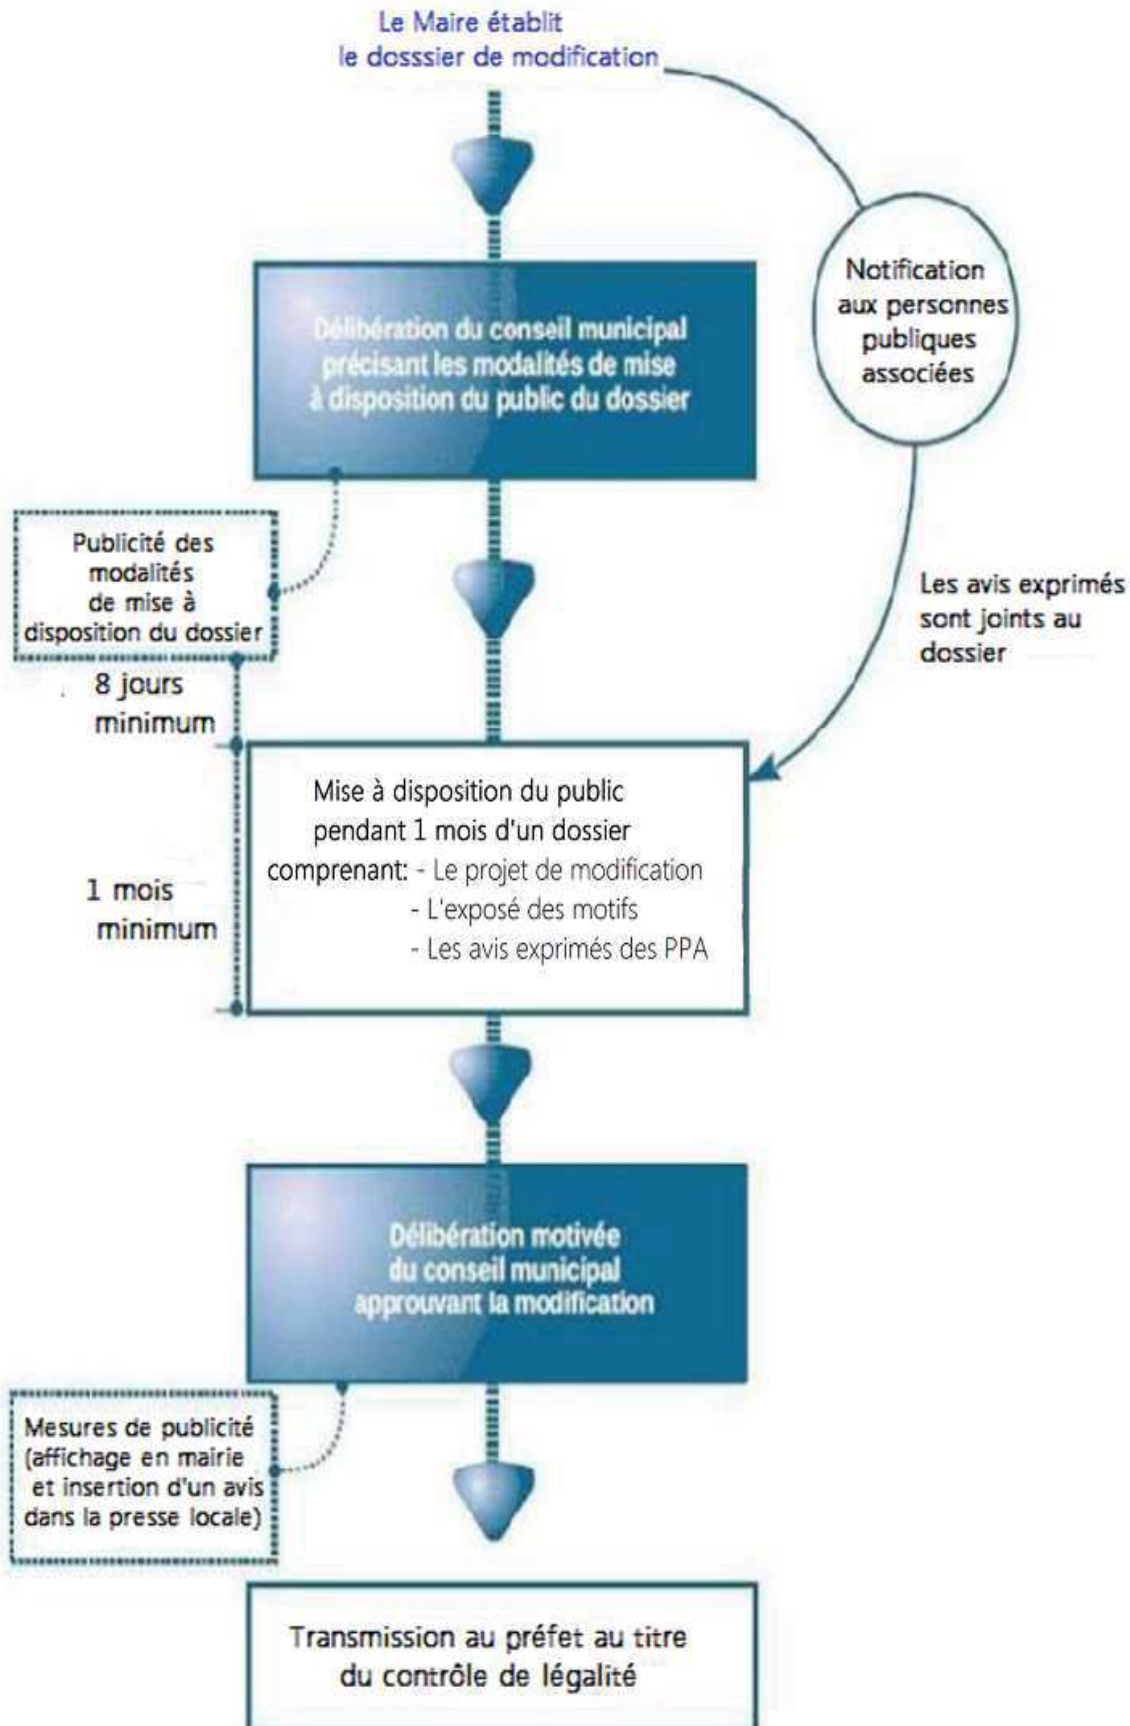 Le Maire établit
le dosssier de modification
Notification
aux personnes
publiques
associées
Délibération du conseil municipal
précisant les modalités de mise
à disposition du public du dossier
Publicité des
modalités
de mise à
disposition du dossier
Les avis exprimés
sont joints au
dossier
8 jours
minimum
Mise à disposition du public
pendant 1 mois d'un dossier
comprenant: - Le projet de modification
- L'exposé des motifs
- Les avis exprimés des PPA
1 mois
minimum
Délibération motivée
du conseil municipal
approuvant la modification
Mesures de publicité
(affichage en mairie
et insertion d'un avis
dans la presse locale)
Transmission au préfet au titre
du contrôle de légalité